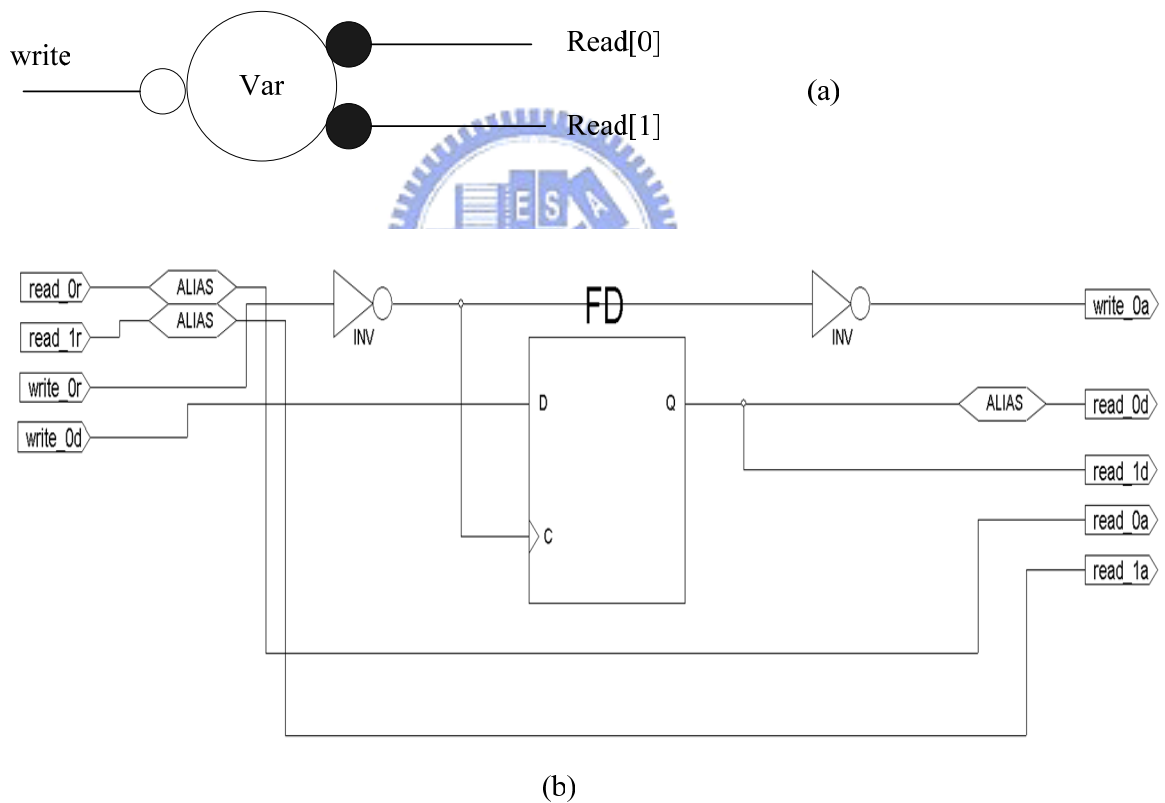 write
Var
Read[0]
Read[1]
(a)
ESA
read_0r
ALIAS
read_1r
ALIAS
write_0r
write_0d
INV
FD
INV
write_0a
D
Q
C
ALIAS
read_0d
read_1d
read_0a
read_1a
(b)